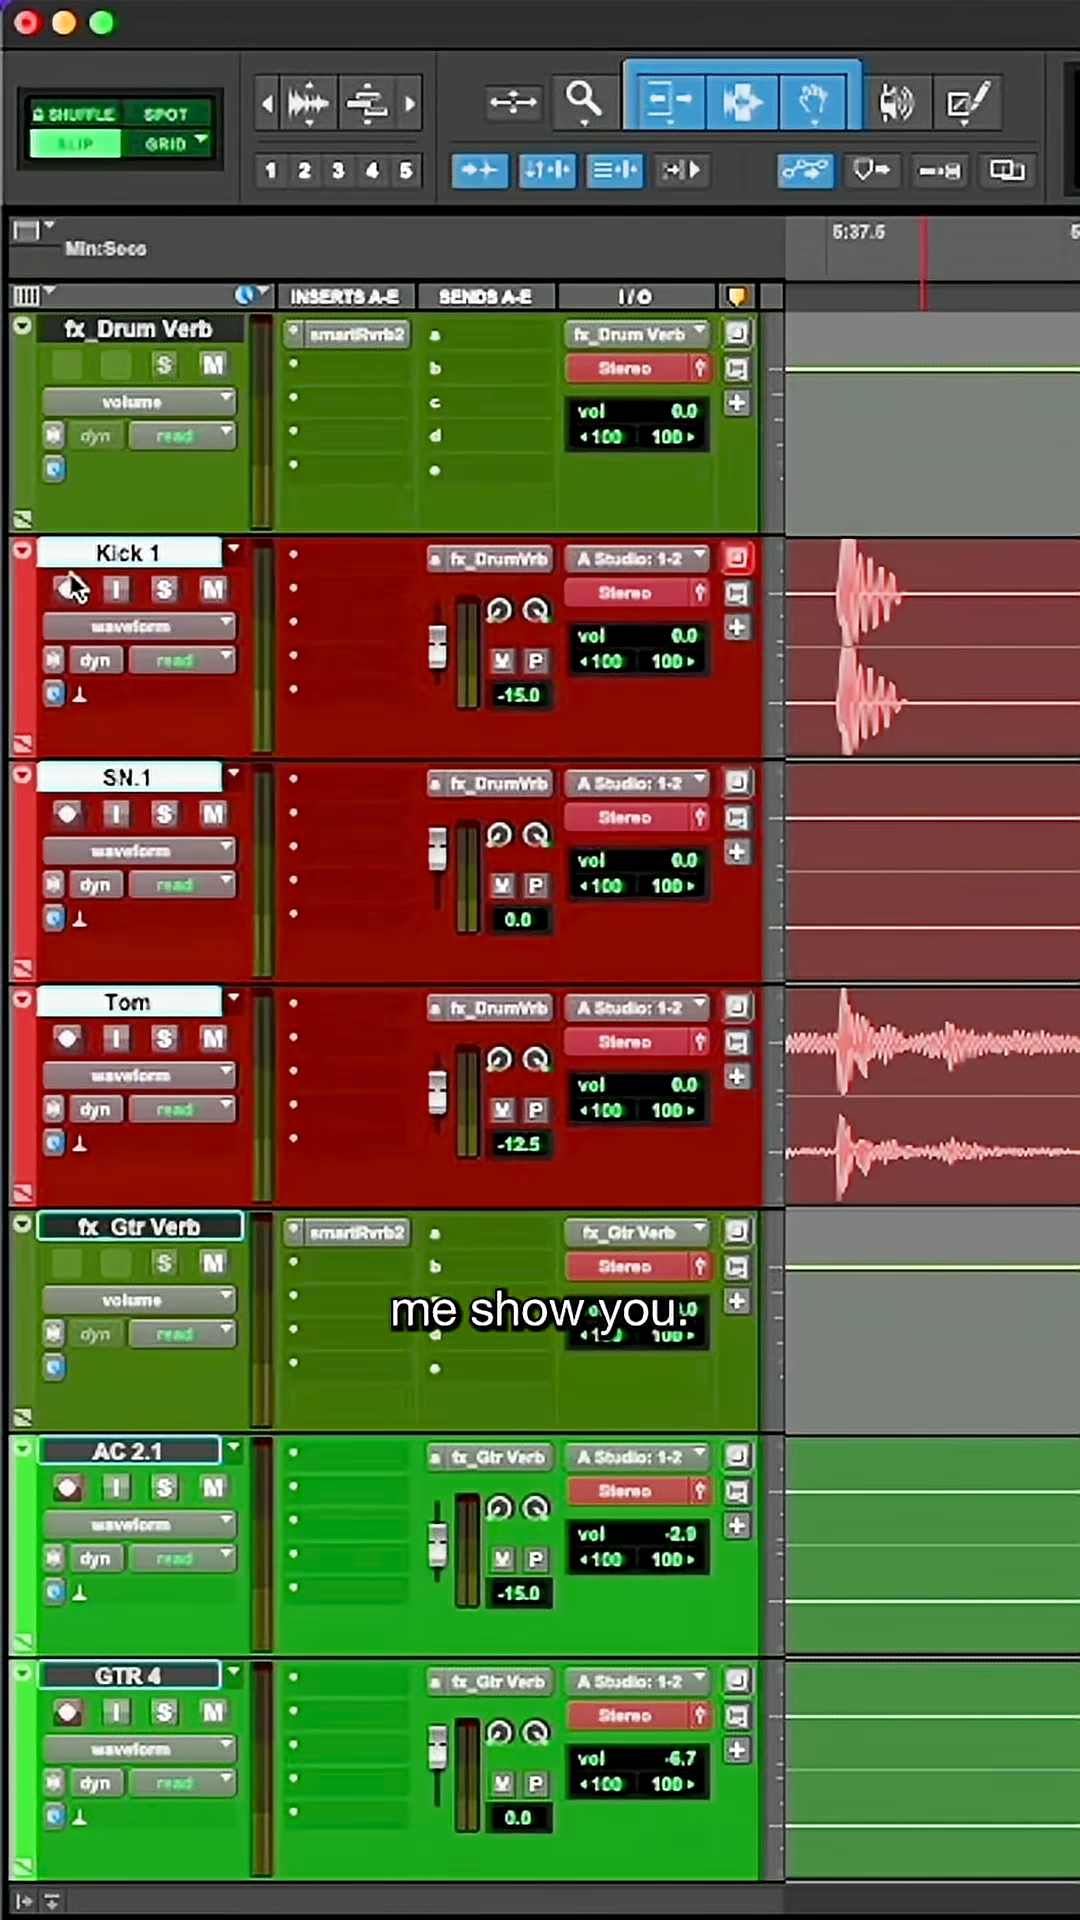 SHUFFLE SPOT
SLIP GRID
1 2 3 4 5
Min:Secs
5:37.5
INSERTS A-E SENDS A-E I / O
fx_Drum Verb smartRvrb2 a fx_Drum Verb
S M b Stereo
volume c vol 0.0
dyn read d 100 100
e
Kick 1 a fx_DrumVrb A Studio: 1-2
I S M Stereo
waveform vol 0.0
dyn read M P 100 100
-15.0
SN.1 a fx_DrumVrb A Studio: 1-2
I S M Stereo
waveform vol 0.0
dyn read M P 100 100
0.0
Tom a fx_DrumVrb A Studio: 1-2
I S M Stereo
waveform vol 0.0
dyn read M P 100 100
-12.5
fx_Gtr Verb smartRvrb2 a fx_Gtr Verb
S M b Stereo
volume
me show you.
dyn read d
AC 2.1 a fx_Gtr Verb A Studio: 1-2
I S M Stereo
waveform vol -2.9
dyn read M P 100 100
-15.0
GTR 4 a fx_Gtr Verb A Studio: 1-2
I S M Stereo
waveform vol -6.7
dyn read M P 100 100
0.0